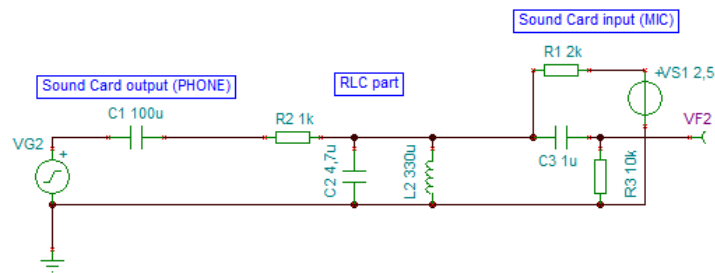 Sound Card input (MIC)
R1 2k
+
VS1 2,5
Sound Card output (PHONE)
RLC part
C1 100u
R2 1k
VF2
VG2
+
C2 4,7u
L2 330u
C3 1u
R3 10k